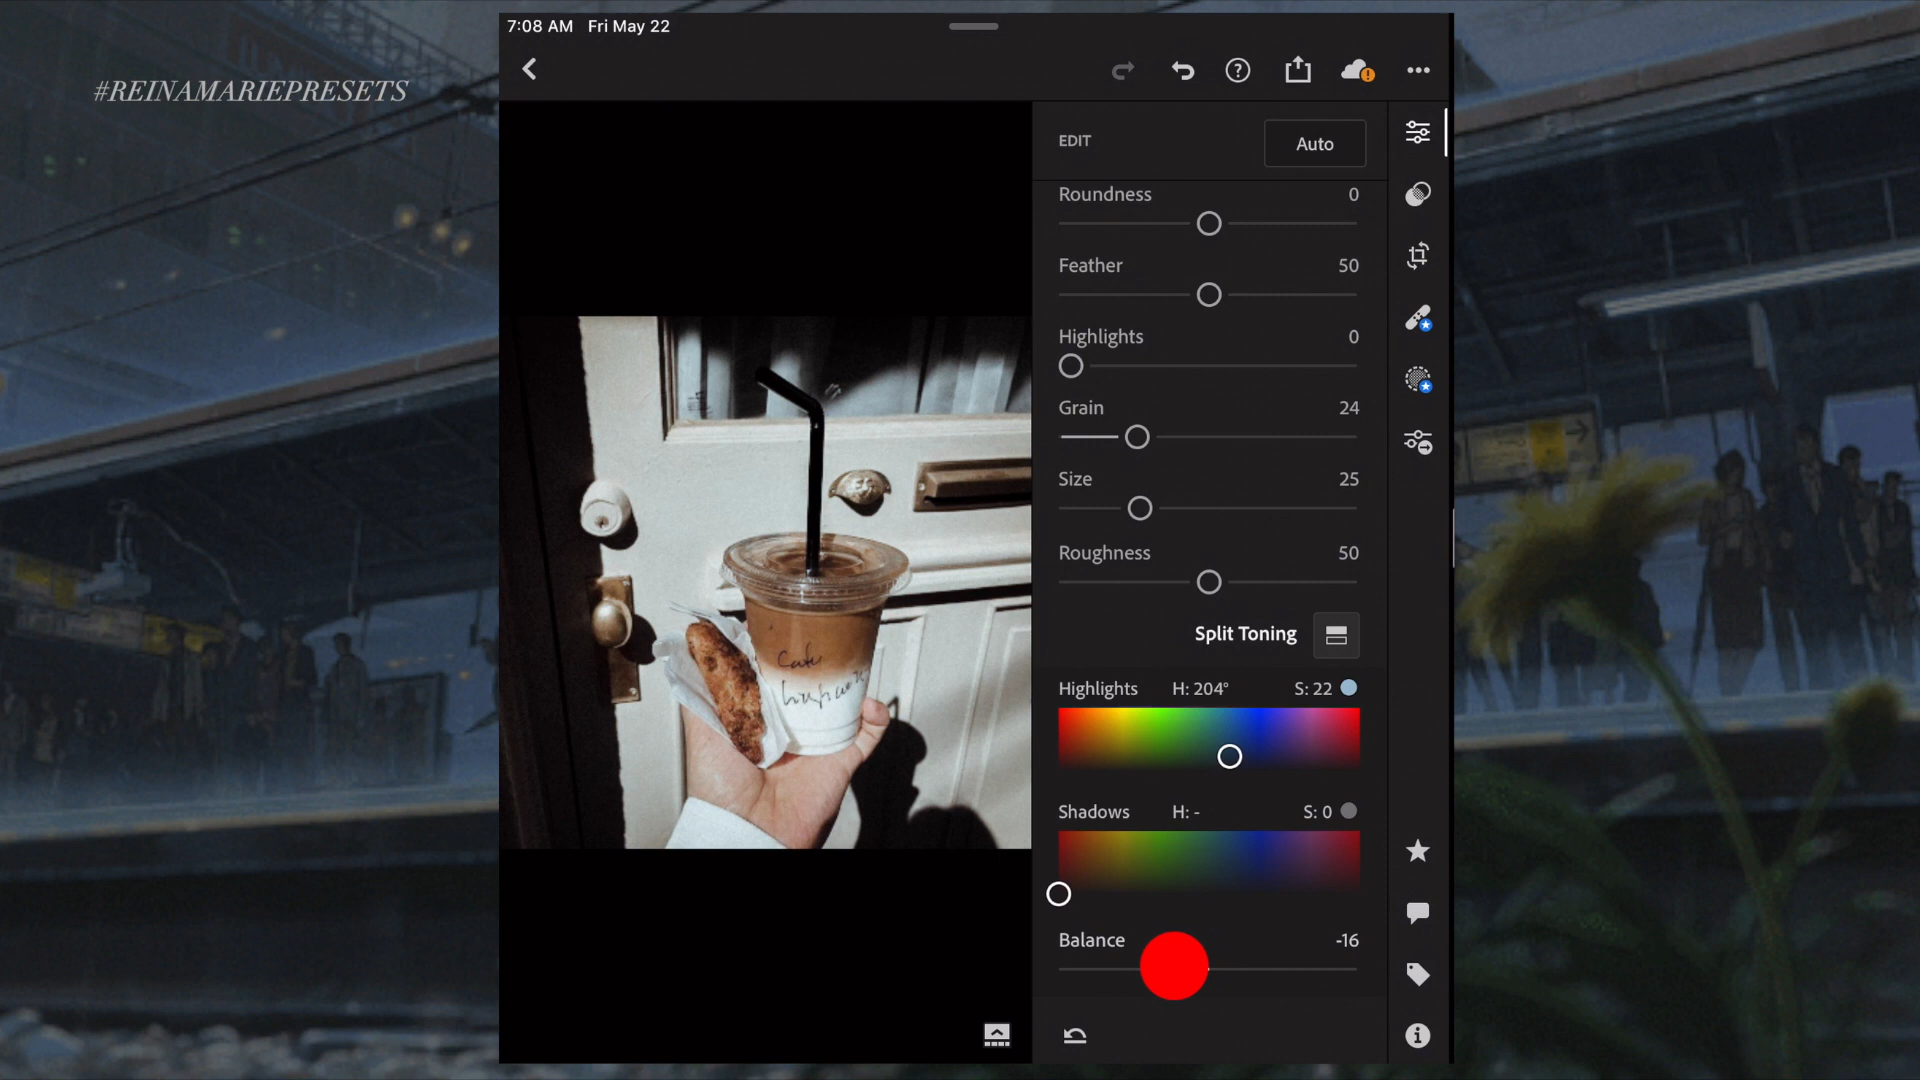 #REINAMARIEPRESETS
7:08 AM Fri May 22
EDIT
Auto
Roundness 0
Feather 50
Highlights 0
Grain 24
Size 25
Roughness 50
Split Toning
Highlights H: 204° S: 22
Shadows H: - S: 0
Balance -16
Cafe